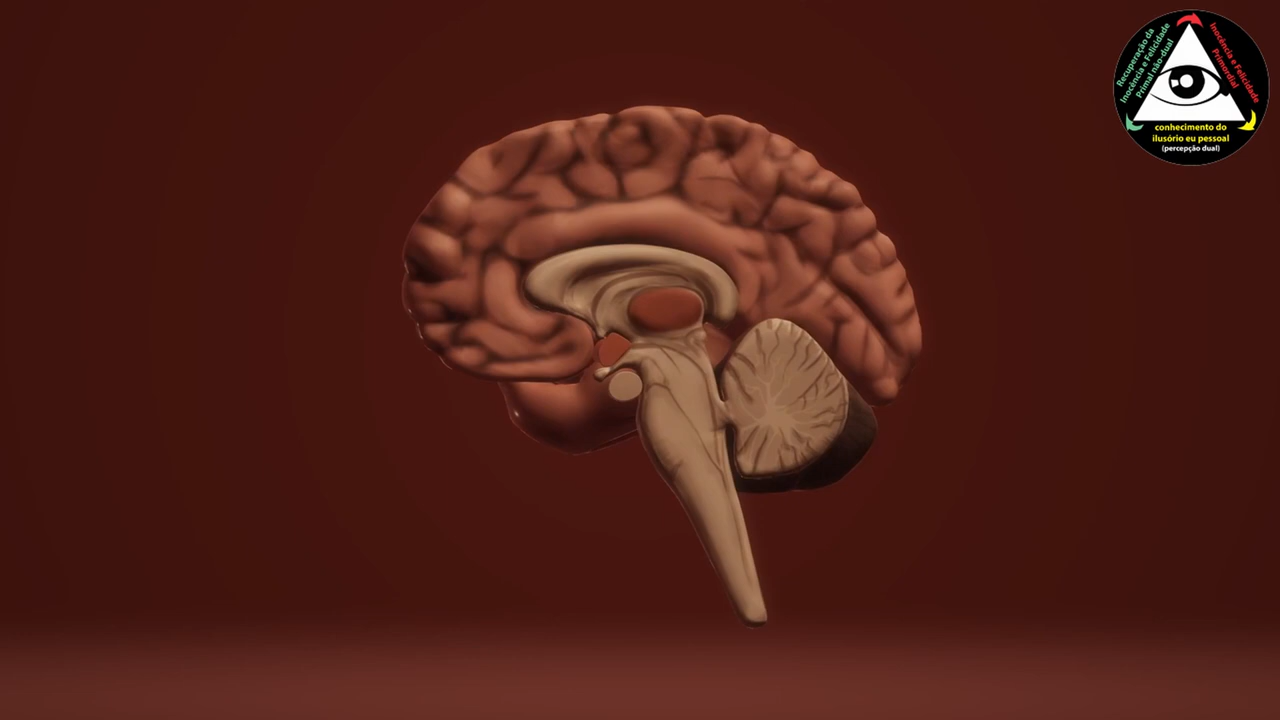 Recuperação da
Inocência e Felicidade
Primal não-dual
Inocência e Felicidade
Primordial
conhecimento do
ilusório eu pessoal
(percepção dual)